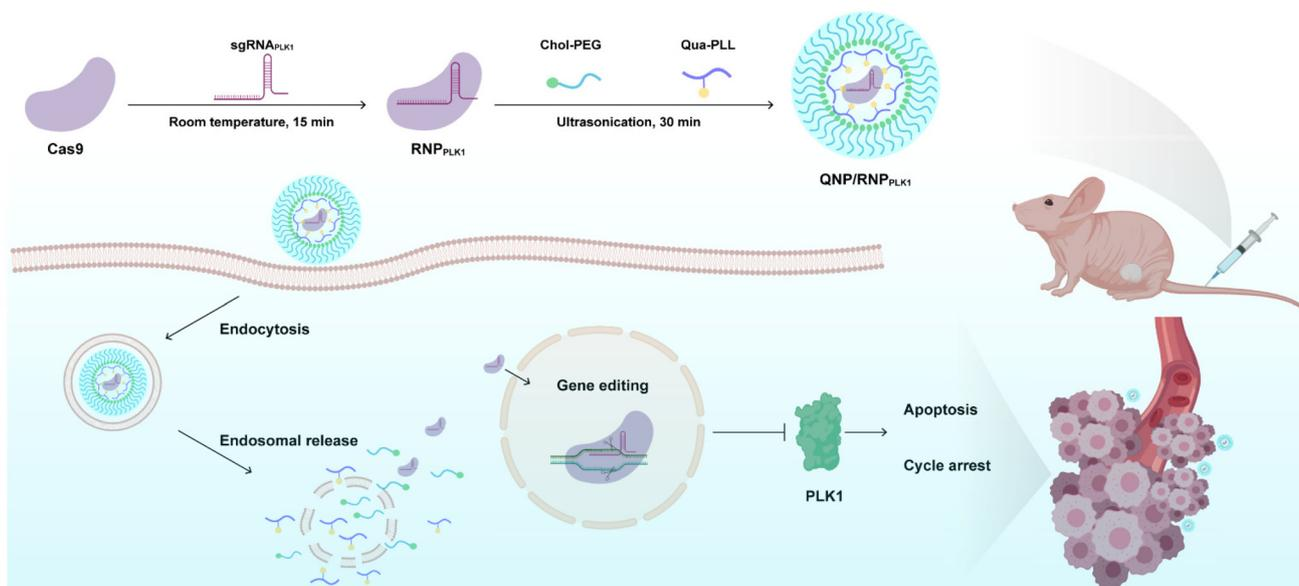 sgRNAPLK1
Chol-PEG
Qua-PLL
Room temperature, 15 min
Ultrasonication, 30 min
Cas9
RNPPLK1
QNP/RNPPLK1
Endocytosis
Gene editing
Endosomal release
Apoptosis
Cycle arrest
PLK1